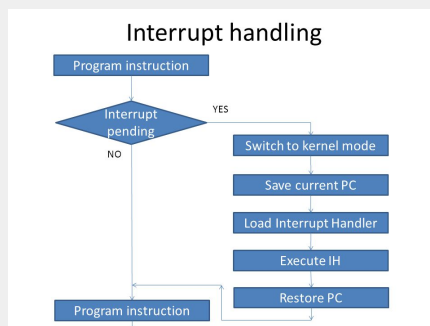 Interrupt handling
Program instruction
Interrupt
pending
YES
NO
Switch to kernel mode
Save current PC
Load Interrupt Handler
Execute IH
Restore PC
Program instruction